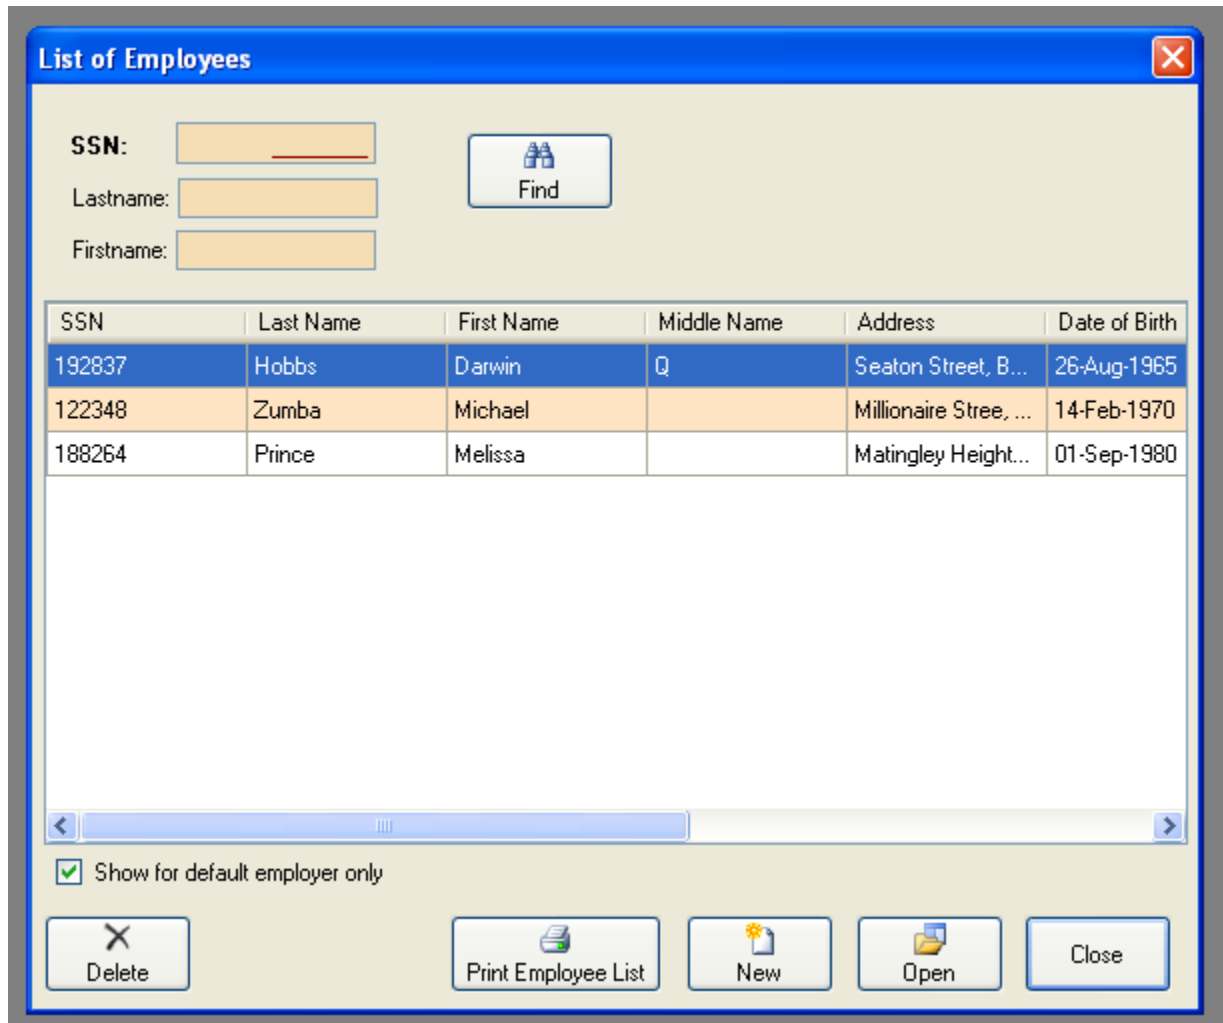 List of Employees
SSN:
Find
Lastname:
Firstname:
SSN Last Name First Name Middle Name Address Date of Birth
192837 Hobbs Darwin Q Seaton Street, B... 26-Aug-1965
122348 Zumba Michael Millionaire Stree, ... 14-Feb-1970
188264 Prince Melissa Matingley Height... 01-Sep-1980
Show for default employer only
Delete Print Employee List New Open Close